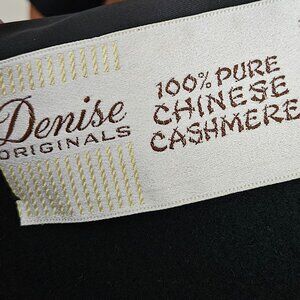 Denise
ORIGINALS
100% PURE
CHINESE
CASHMERE